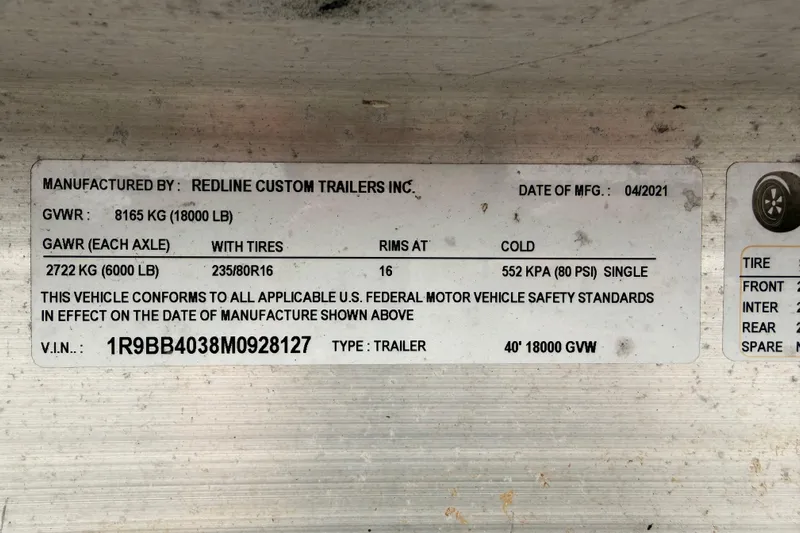 MANUFACTURED BY : REDLINE CUSTOM TRAILERS INC. DATE OF MFG. : 04/2021
GVWR : 8165 KG (18000 LB)
GAWR (EACH AXLE) WITH TIRES RIMS AT COLD
2722 KG (6000 LB) 235/80R16 16 552 KPA (80 PSI) SINGLE
THIS VEHICLE CONFORMS TO ALL APPLICABLE U.S. FEDERAL MOTOR VEHICLE SAFETY STANDARDS
IN EFFECT ON THE DATE OF MANUFACTURE SHOWN ABOVE
V.I.N.. : 1R9BB4038M0928127 TYPE : TRAILER 40' 18000 GVW
TIRE
FRONT
INTER
REAR
SPARE